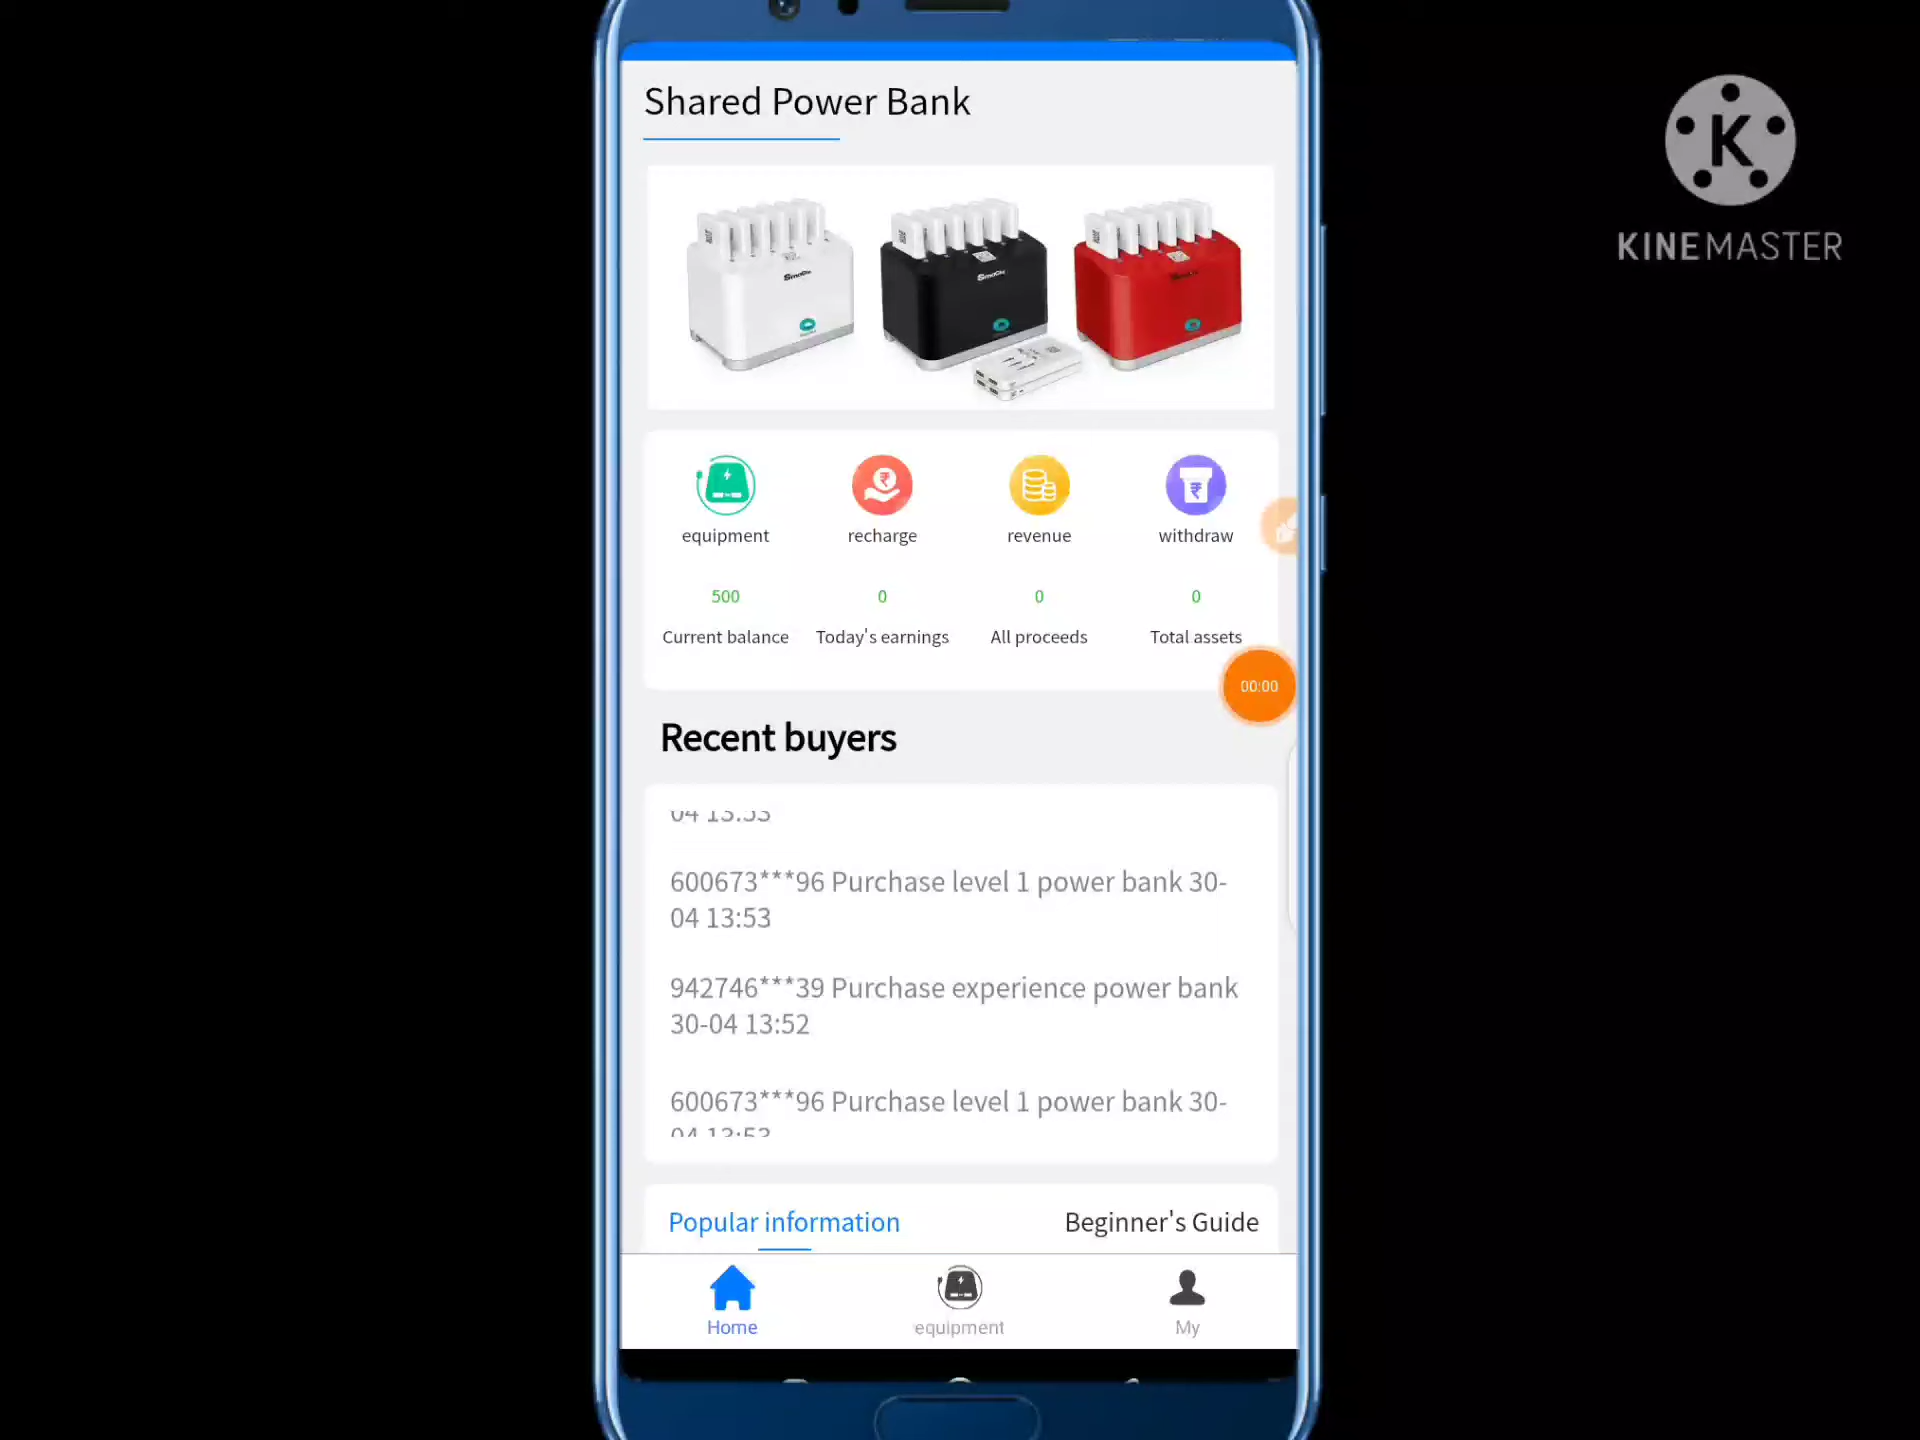 Shared Power Bank
KINEMASTER
equipment
recharge
revenue
withdraw
500
0
0
0
Current balance
Today's earnings
All proceeds
Total assets
00:00
Recent buyers
04 13:53
600673***96 Purchase level 1 power bank 30-
04 13:53
942746***39 Purchase experience power bank
30-04 13:52
600673***96 Purchase level 1 power bank 30-
04 13:53
Popular information
Beginner's Guide
Home
equipment
My